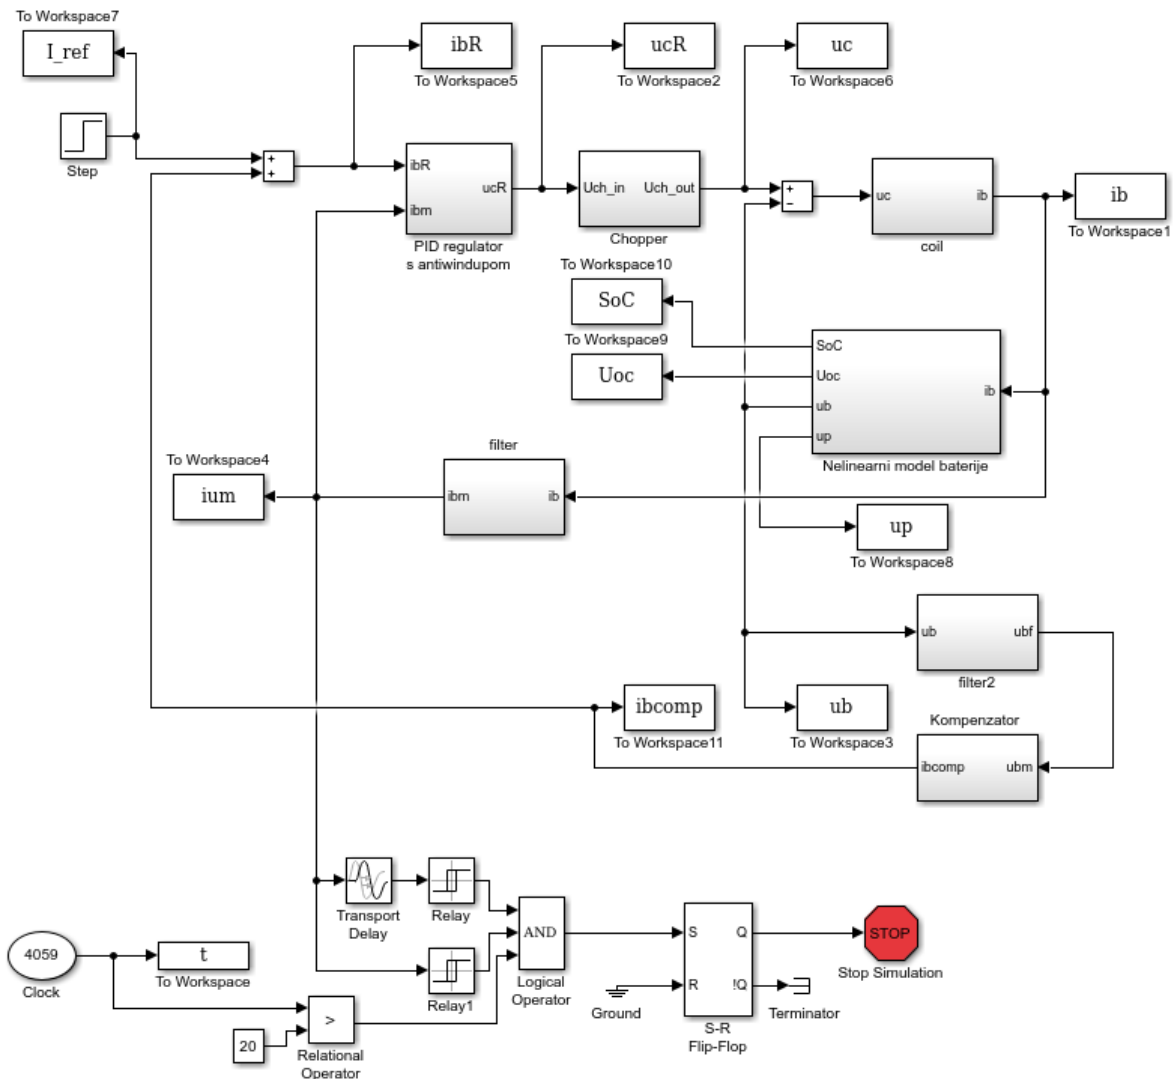 To Workspace7
I_ref
Step
+
+
ibR
To Workspace5
ucR
To Workspace2
uc
To Workspace6
ibR
ucR
ibm
PID regulator
s antiwindupom
Uch_in
Uch_out
Chopper
+
−
uc
ib
coil
ib
To Workspace1
To Workspace10
SoC
To Workspace9
Uoc
SoC
Uoc
ub
up
ib
Nelinearni model baterije
To Workspace4
ium
filter
ibm
ib
up
To Workspace8
ub
ubf
filter2
ibcomp
To Workspace11
ub
To Workspace3
Kompenzator
ibcomp
ubm
Transport
Delay
Relay
Relay1
AND
Logical
Operator
4059
Clock
t
To Workspace
20
>
Relational
Operator
Ground
S
Q
R
!Q
S-R
Flip-Flop
STOP
Stop Simulation
Terminator